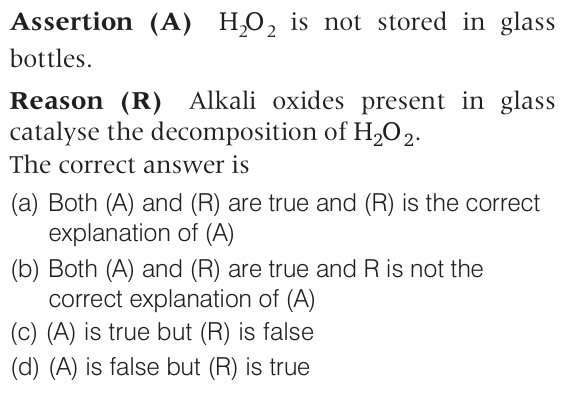 Assertion (A) H₂O₂ is not stored in glass
bottles.
Reason (R) Alkali oxides present in glass
catalyse the decomposition of H₂O₂.
The correct answer is
(a) Both (A) and (R) are true and (R) is the correct
explanation of (A)
(b) Both (A) and (R) are true and R is not the
correct explanation of (A)
(c) (A) is true but (R) is false
(d) (A) is false but (R) is true